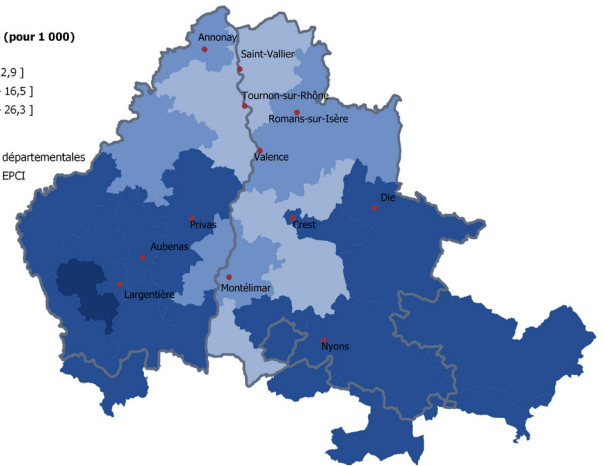 (pour 1 000)
2,9 ]
- 16,5 ]
- 26,3 ]
départementales
EPCI
Annonay
Saint-Vallier
Tournon-sur-Rhône
Romans-sur-Isère
Valence
Die
Privas
Crest
Aubenas
Largentière
Montélimar
Nyons